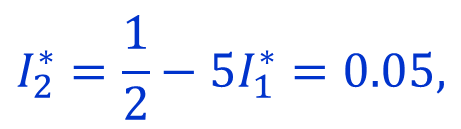 $I_2^* = \frac{1}{2} - 5I_1^* = 0.05,$